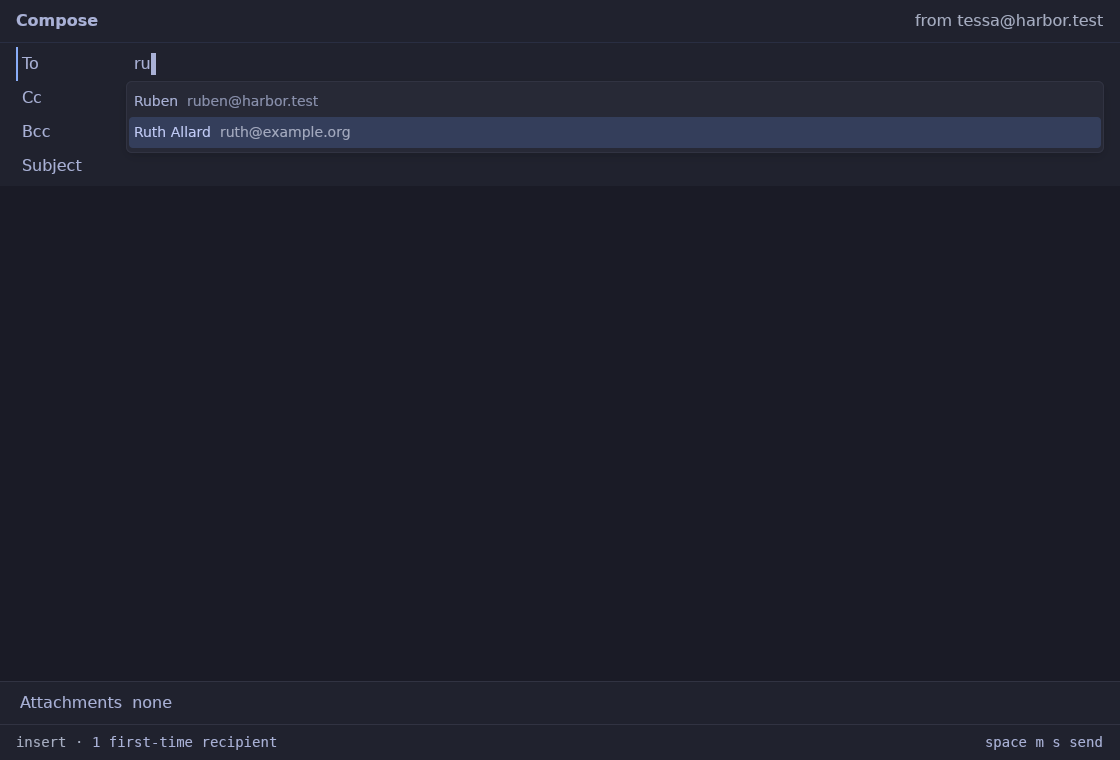 Compose
from tessa@harbor.test
To ru
Ruben ruben@harbor.test
Cc
Ruth Allard ruth@example.org
Bcc
Subject
Attachments none
insert · 1 first-time recipient
space m s send